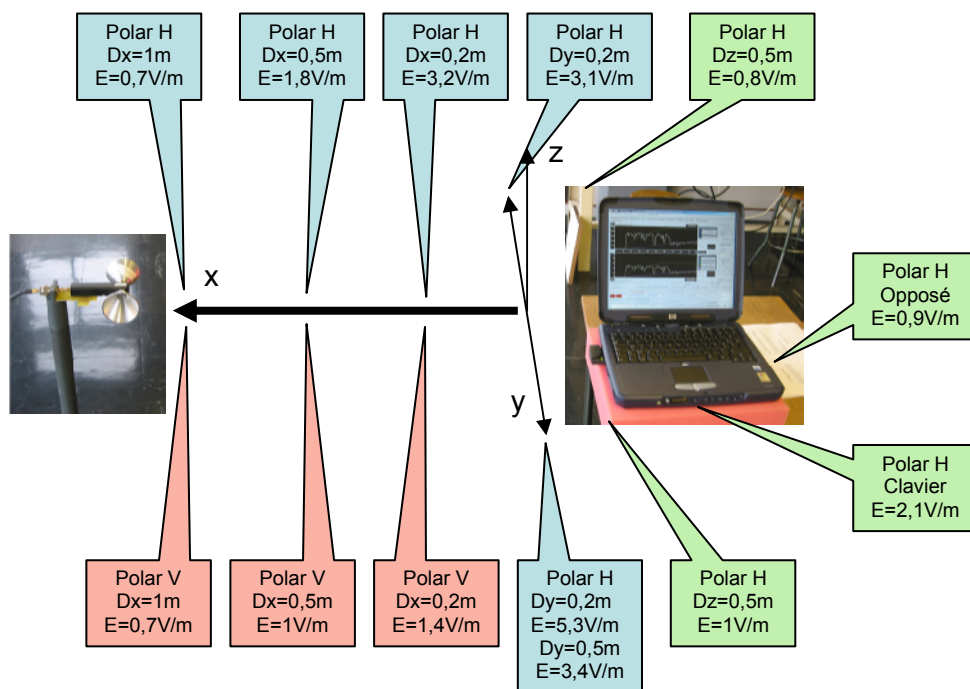 Polar H
Dx=1m
E=0,7V/m
Polar H
Dx=0,5m
E=1,8V/m
Polar H
Dx=0,2m
E=3,2V/m
Polar H
Dy=0,2m
E=3,1V/m
Polar H
Dz=0,5m
E=0,8V/m
z
x
y
Polar H
Opposé
E=0,9V/m
Polar H
Clavier
E=2,1V/m
Polar V
Dx=1m
E=0,7V/m
Polar V
Dx=0,5m
E=1V/m
Polar V
Dx=0,2m
E=1,4V/m
Polar H
Dy=0,2m
E=5,3V/m
Dy=0,5m
E=3,4V/m
Polar H
Dz=0,5m
E=1V/m